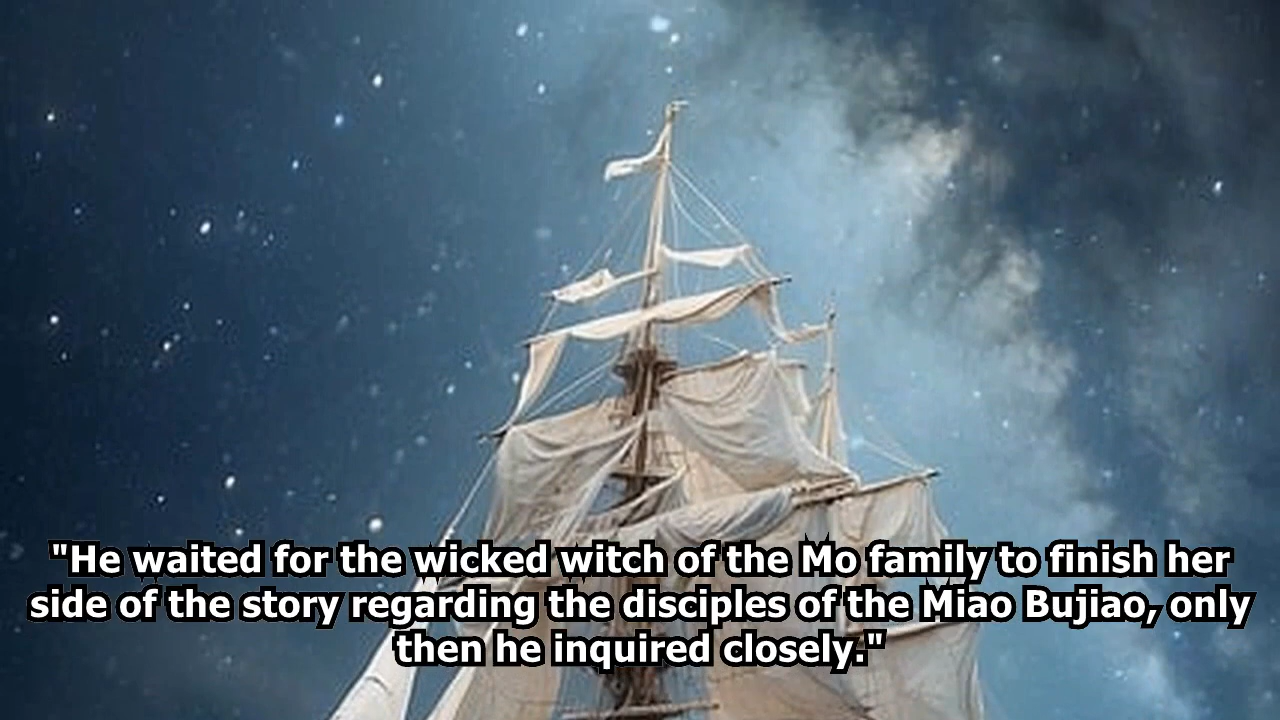 "He waited for the wicked witch of the Mo family to finish her
side of the story regarding the disciples of the Miao Bujiao, only
then he inquired closely."